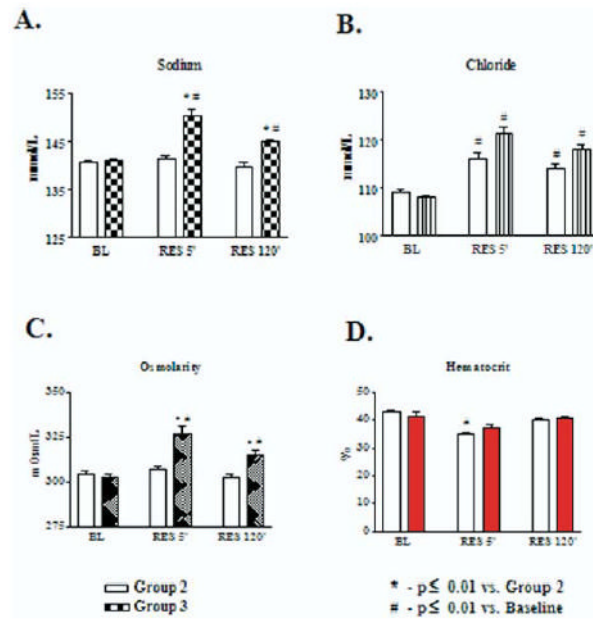 A.
Sodium
mmol/L
155
145
135
125
*#
*#
BL
RES 5'
RES 120'
B.
Chloride
mmol/L
130
120
110
100
#
#
#
#
BL
RES 5'
RES 120'
C.
Osmolarity
mOsm/L
350
325
300
275
BL
RES 5'
RES 120'
D.
Hematocrit
%
50
40
30
20
10
0
*
BL
RES 5'
RES 120'
Group 2
Group 3
* - p≤ 0.01 vs. Group 2
# - p≤ 0.01 vs. Baseline